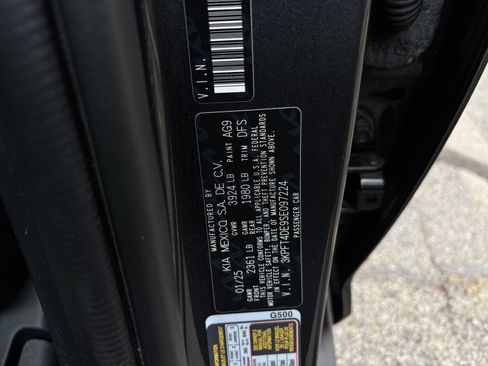 V.I.N.
MANUFACTURED BY
KIA MEXICO, S.A. DE C.V.
01/25 GVWR 3924 LB PAINT AG9
GAWR FRONT 2361 LB GAWR REAR 1980 LB TRIM DFS
THIS VEHICLE CONFORMS TO ALL APPLICABLE U.S.A. FEDERAL
MOTOR VEHICLE SAFETY, BUMPER, AND THEFT PREVENTION STANDARDS
IN EFFECT ON THE DATE OF MANUFACTURE SHOWN ABOVE.
V.I.N. 3KPFT4DE9SE097224
PASSENGER CAR
G500